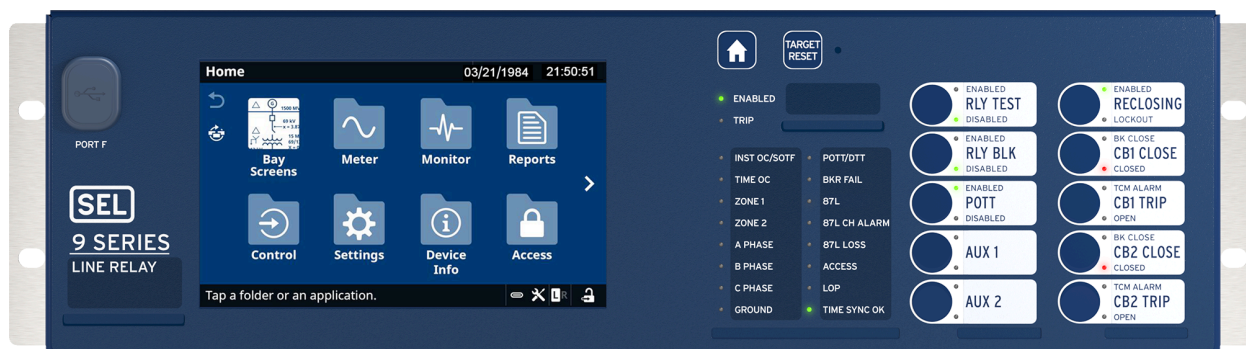 PORT F
SEL
9 SERIES
LINE RELAY
Home 03/21/1984 21:50:51
Bay Screens
Meter
Monitor
Reports
Control
Settings
Device Info
Access
Tap a folder or an application.
L R
TARGET RESET
ENABLED
TRIP
INST OC/SOTF
TIME OC
ZONE 1
ZONE 2
A PHASE
B PHASE
C PHASE
GROUND
POTT/DTT
BKR FAIL
87L
87L CH ALARM
87L LOSS
ACCESS
LOP
TIME SYNC OK
ENABLED
RLY TEST
DISABLED
ENABLED
RLY BLK
DISABLED
ENABLED
POTT
DISABLED
AUX 1
AUX 2
ENABLED
RECLOSING
LOCKOUT
BK CLOSE
CB1 CLOSE
CLOSED
TCM ALARM
CB1 TRIP
OPEN
BK CLOSE
CB2 CLOSE
CLOSED
TCM ALARM
CB2 TRIP
OPEN